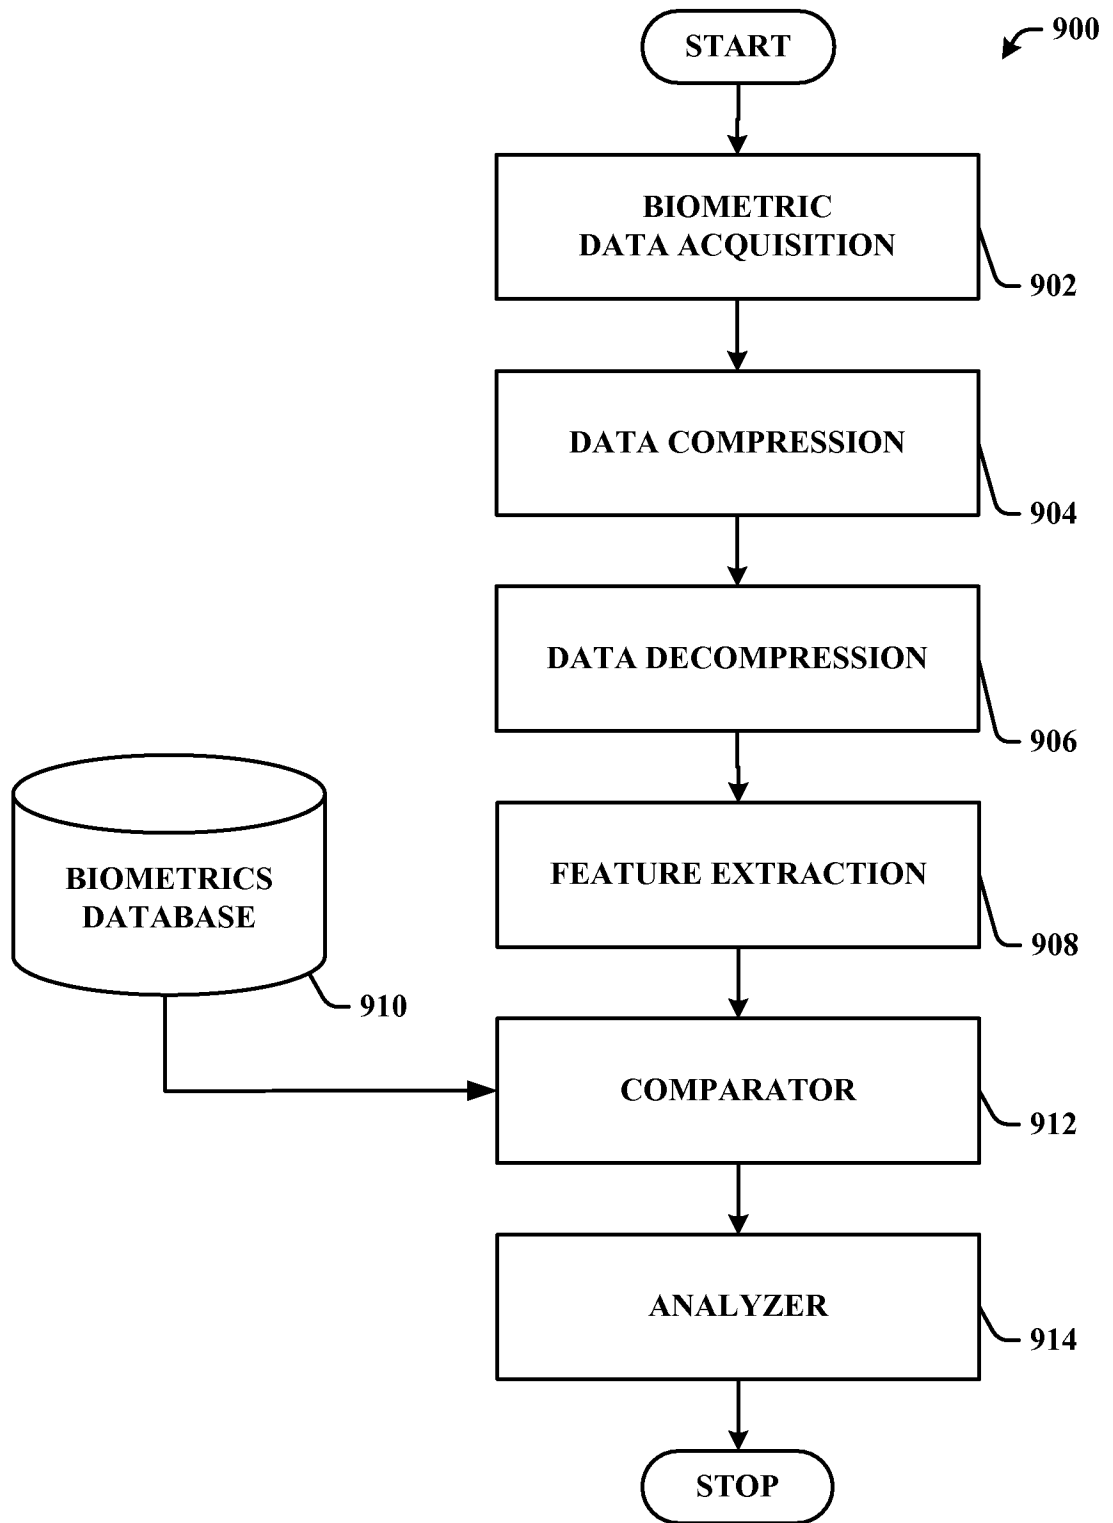 START
900
BIOMETRIC
DATA ACQUISITION
902
DATA COMPRESSION
904
DATA DECOMPRESSION
906
BIOMETRICS
DATABASE
910
FEATURE EXTRACTION
908
COMPARATOR
912
ANALYZER
914
STOP